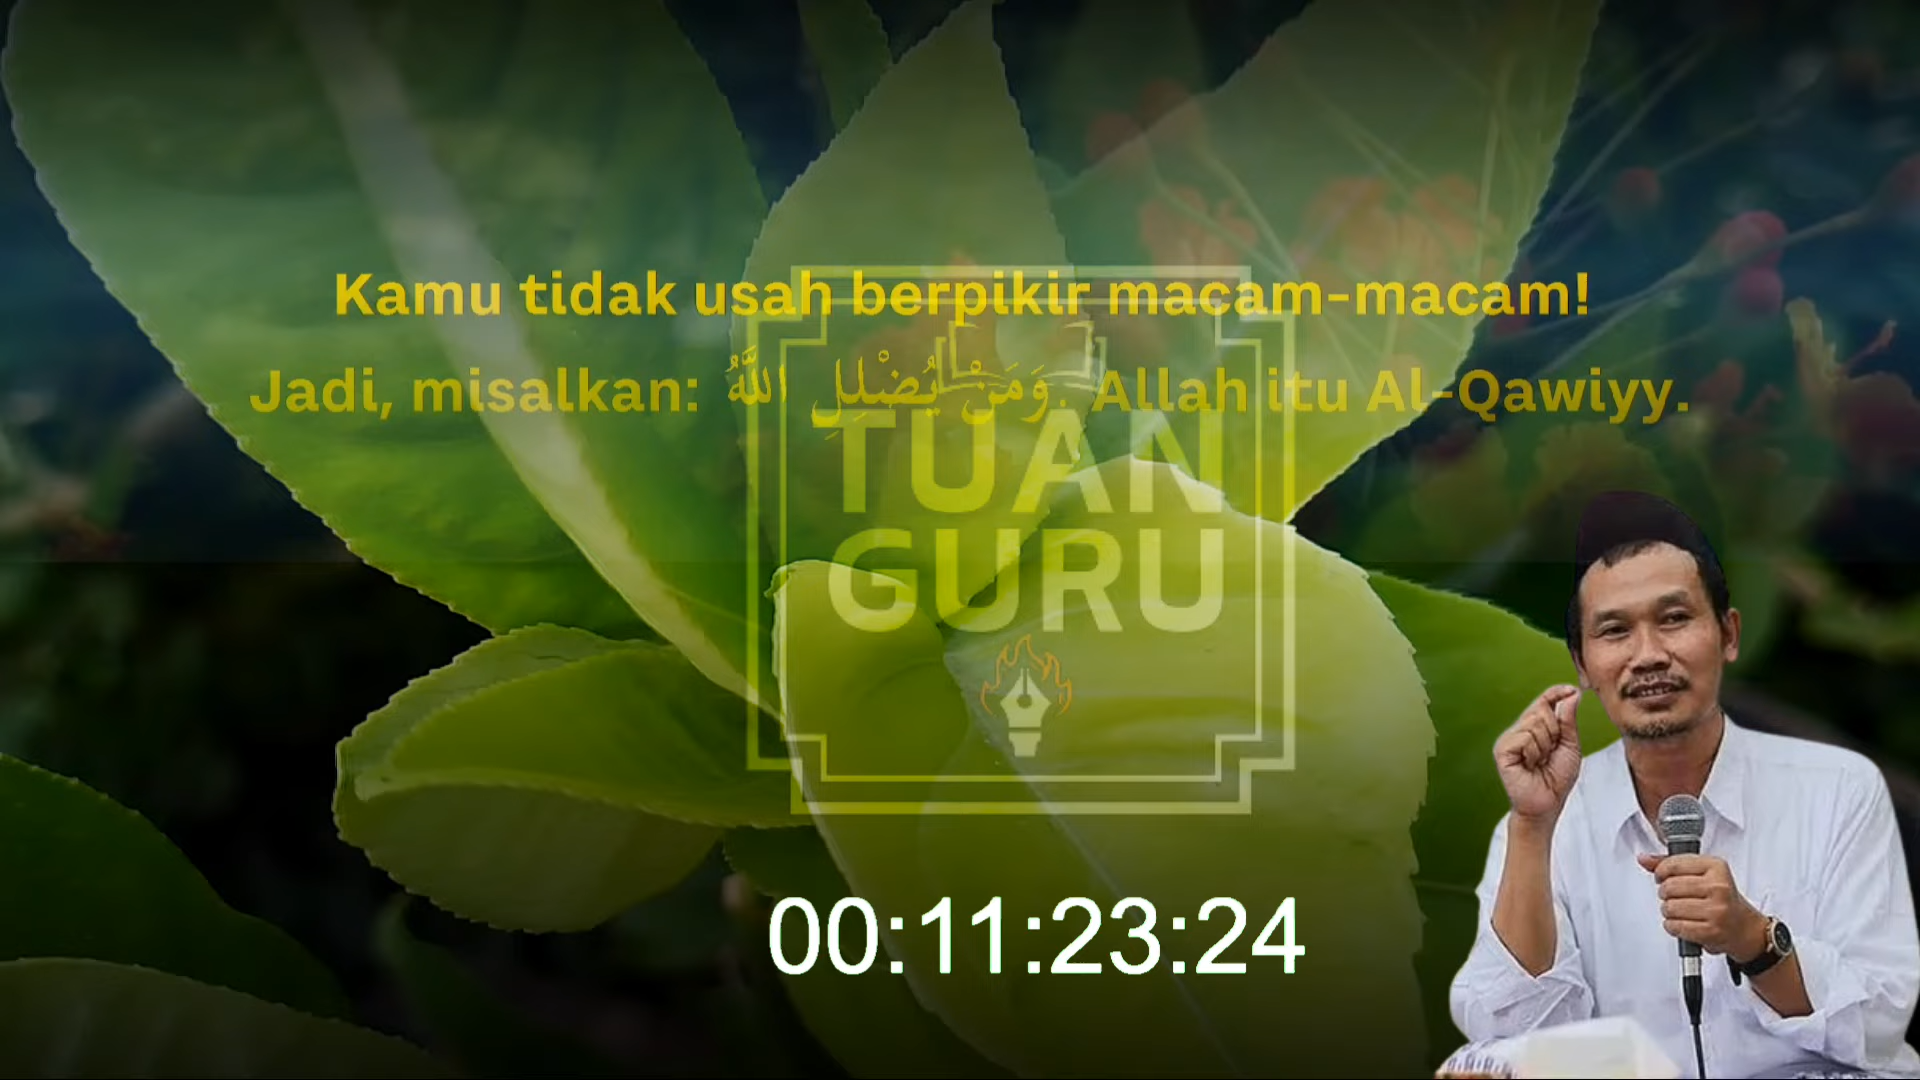 Kamu tidak usah berpikir macam-macam!
Jadi, misalkan: وَمَنْ يُضْلِلِ اللَّهُ. Allah itu Al-Qawiyy.
TUAN
GURU
00:11:23:24